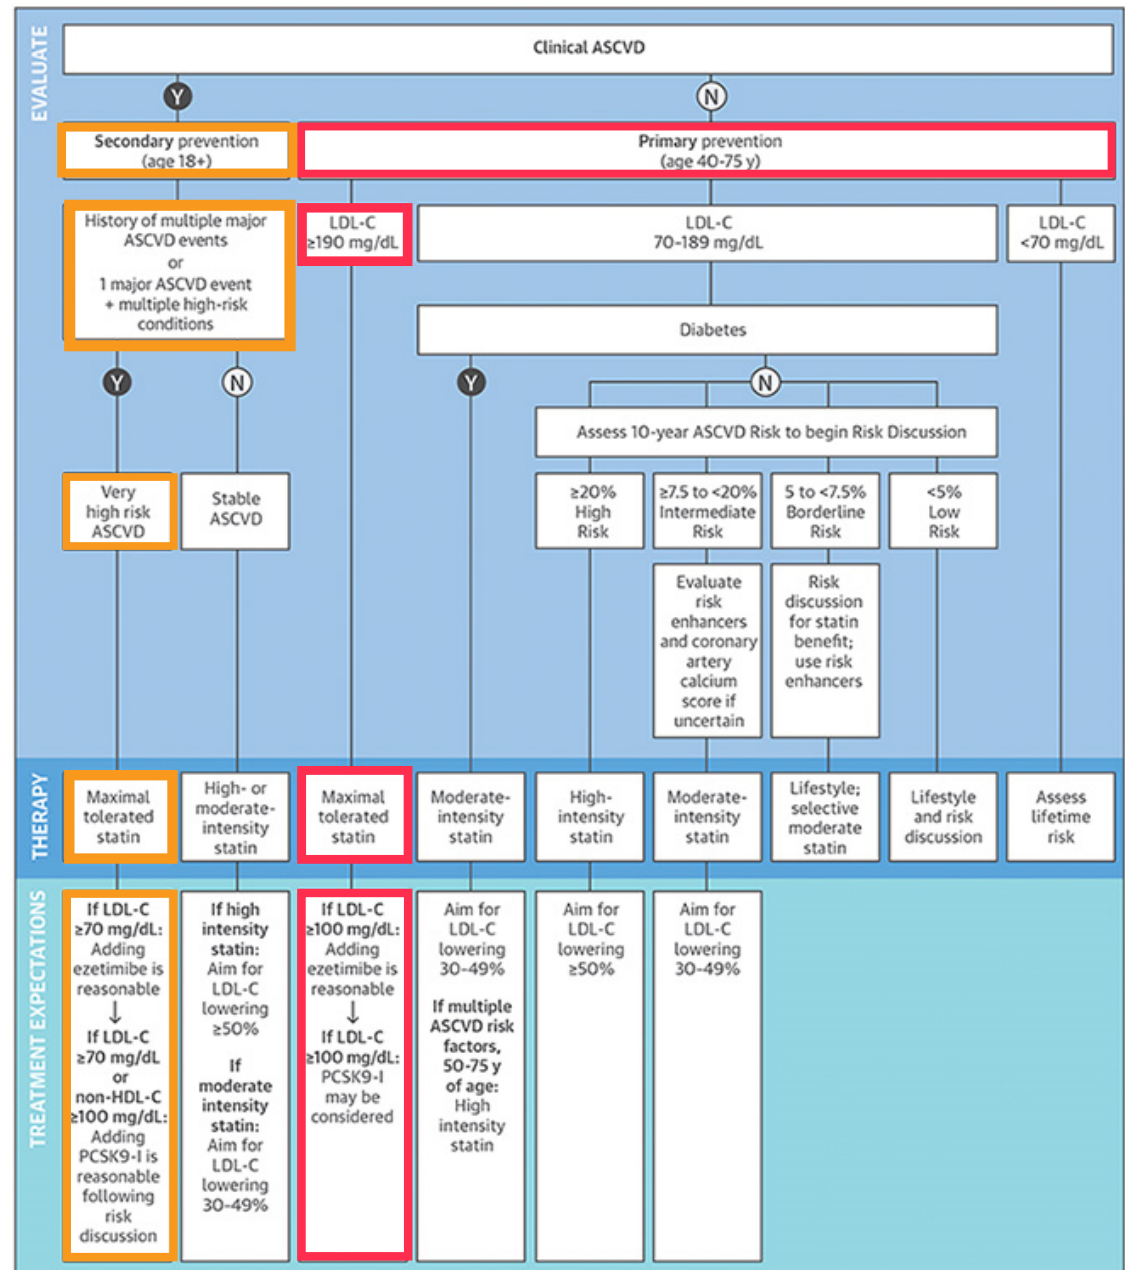 EVALUATE
Clinical ASCVD
Y
N
Secondary prevention
(age 18+)
Primary prevention
(age 40-75 y)
History of multiple major
ASCVD events
or
1 major ASCVD event
+ multiple high-risk
conditions
LDL-C
≥190 mg/dL
LDL-C
70-189 mg/dL
LDL-C
<70 mg/dL
Diabetes
Y
N
Y
N
Assess 10-year ASCVD Risk to begin Risk Discussion
Very
high risk
ASCVD
Stable
ASCVD
≥20%
High
Risk
≥7.5 to <20%
Intermediate
Risk
5 to <7.5%
Borderline
Risk
<5%
Low
Risk
Evaluate
risk
enhancers
and coronary
artery
calcium
score if
uncertain
Risk
discussion
for statin
benefit;
use risk
enhancers
THERAPY
Maximal
tolerated
statin
High- or
moderate-
intensity
statin
Maximal
tolerated
statin
Moderate-
intensity
statin
High-
intensity
statin
Moderate-
intensity
statin
Lifestyle;
selective
moderate
statin
Lifestyle
and risk
discussion
Assess
lifetime
risk
TREATMENT EXPECTATIONS
If LDL-C
≥70 mg/dL:
Adding
ezetimibe is
reasonable
↓
If LDL-C
≥70 mg/dL
or
non-HDL-C
≥100 mg/dL:
Adding
PCSK9-I is
reasonable
following
risk
discussion
If high
intensity
statin:
Aim for
LDL-C
lowering
≥50%
If
moderate
intensity
statin:
Aim for
LDL-C
lowering
30-49%
If LDL-C
≥100 mg/dL:
Adding
ezetimibe is
reasonable
↓
If LDL-C
≥100 mg/dL:
PCSK9-I
may be
considered
Aim for
LDL-C
lowering
30-49%
If multiple
ASCVD risk
factors,
50-75 y
of age:
High
intensity
statin
Aim for
LDL-C
lowering
≥50%
Aim for
LDL-C
lowering
30-49%